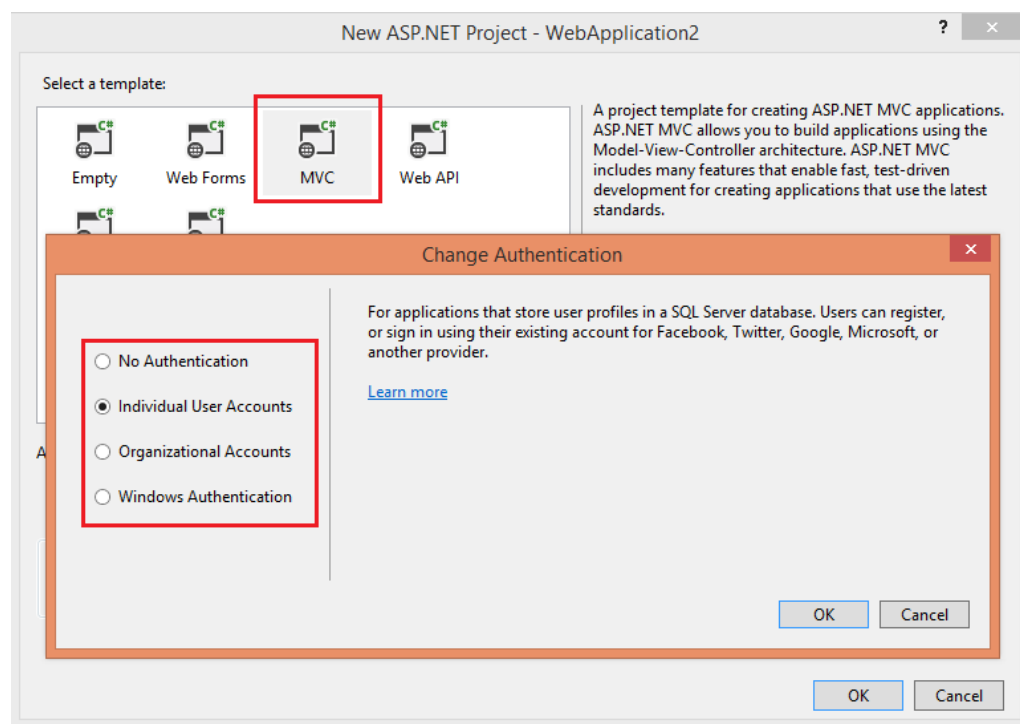 New ASP.NET Project - WebApplication2
?
×
Select a template:
C#
C#
C#
C#
Empty
Web Forms
MVC
Web API
C#
C#
A project template for creating ASP.NET MVC applications.
ASP.NET MVC allows you to build applications using the
Model-View-Controller architecture. ASP.NET MVC
includes many features that enable fast, test-driven
development for creating applications that use the latest
standards.
Change Authentication
×
No Authentication
Individual User Accounts
Organizational Accounts
Windows Authentication
For applications that store user profiles in a SQL Server database. Users can register,
or sign in using their existing account for Facebook, Twitter, Google, Microsoft, or
another provider.
Learn more
A
OK
Cancel
OK
Cancel